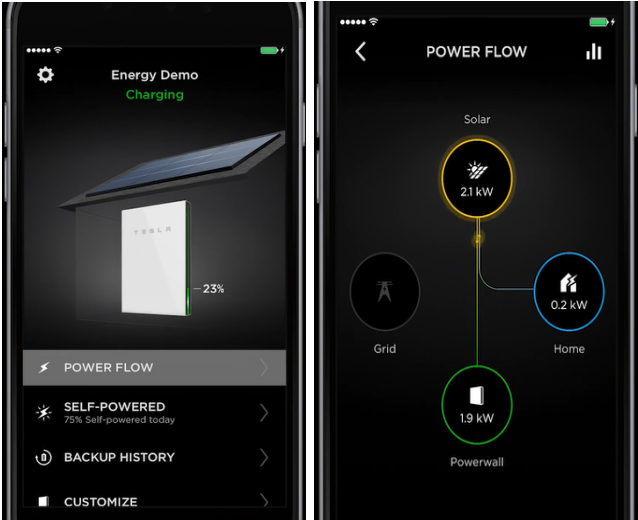 Energy Demo
Charging
TESLA
23%
POWER FLOW
SELF-POWERED
75% Self-powered today
BACKUP HISTORY
CUSTOMIZE
POWER FLOW
Solar
2.1 kW
0.2 kW
Grid
Home
1.9 kW
Powerwall